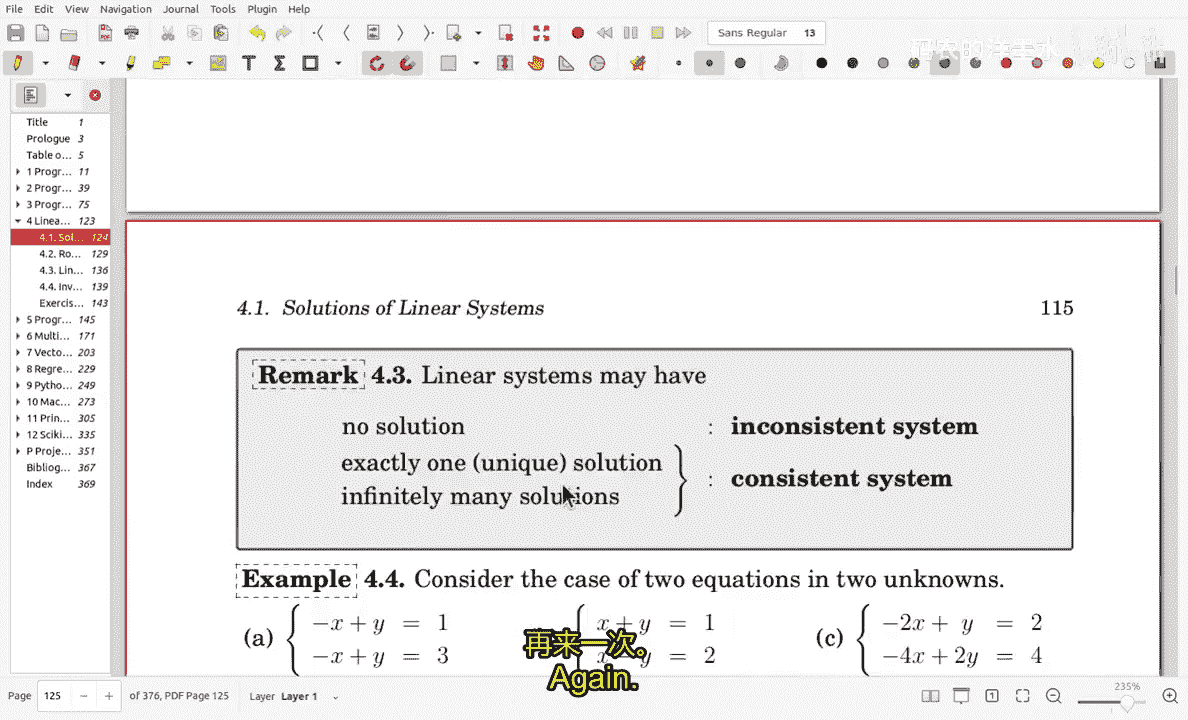 File Edit View Navigation Journal Tools Plugin Help
Sans Regular 13
Title 1
Prologue 3
Table o... 5
1 Progr... 11
2 Progr... 39
3 Progr... 75
4 Linea... 123
4.1. Sol... 124
4.2. Ro... 129
4.3. Lin... 136
4.4. Inv... 139
Exercis... 143
5 Progr... 145
6 Multi... 171
7 Vecto... 203
8 Regre... 229
9 Pytho... 249
10 Mac... 273
11 Prin... 305
12 Sciki... 335
P Proje... 351
Bibliog... 367
Index 369
4.1. Solutions of Linear Systems 115
Remark 4.3. Linear systems may have
no solution : inconsistent system
exactly one (unique) solution
infinitely many solutions
: consistent system
Example 4.4. Consider the case of two equations in two unknowns.
(a) { −x + y = 1
−x + y = 3
x + y = 1
y = 2
(c) { −2x + y = 2
−4x + 2y = 4
再来一次。
Again.
Page 125 of 376, PDF Page 125 Layer Layer 1 235%